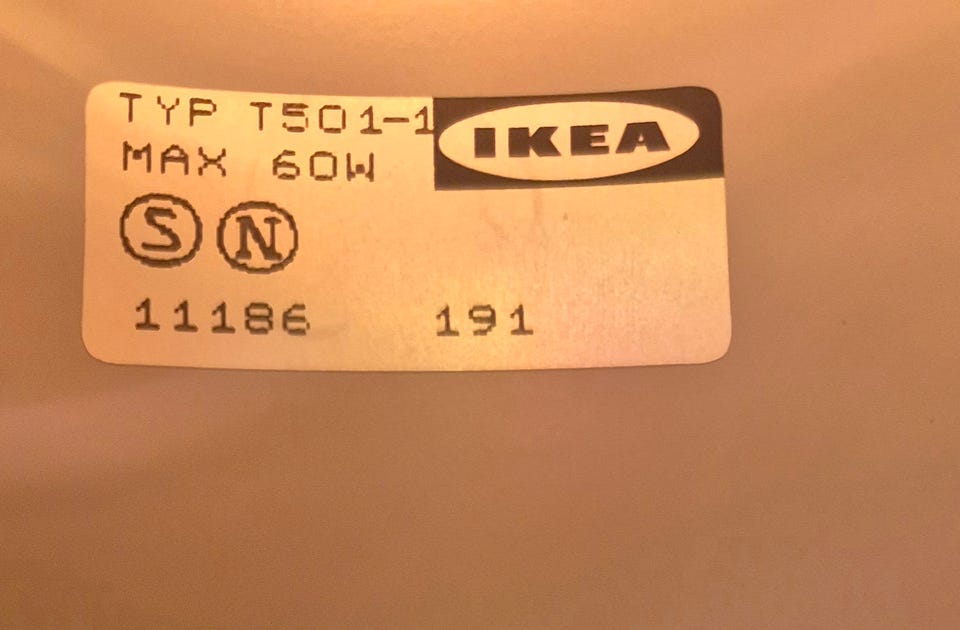 TYP T501-1
IKEA
MAX 60W
S N
11186 191